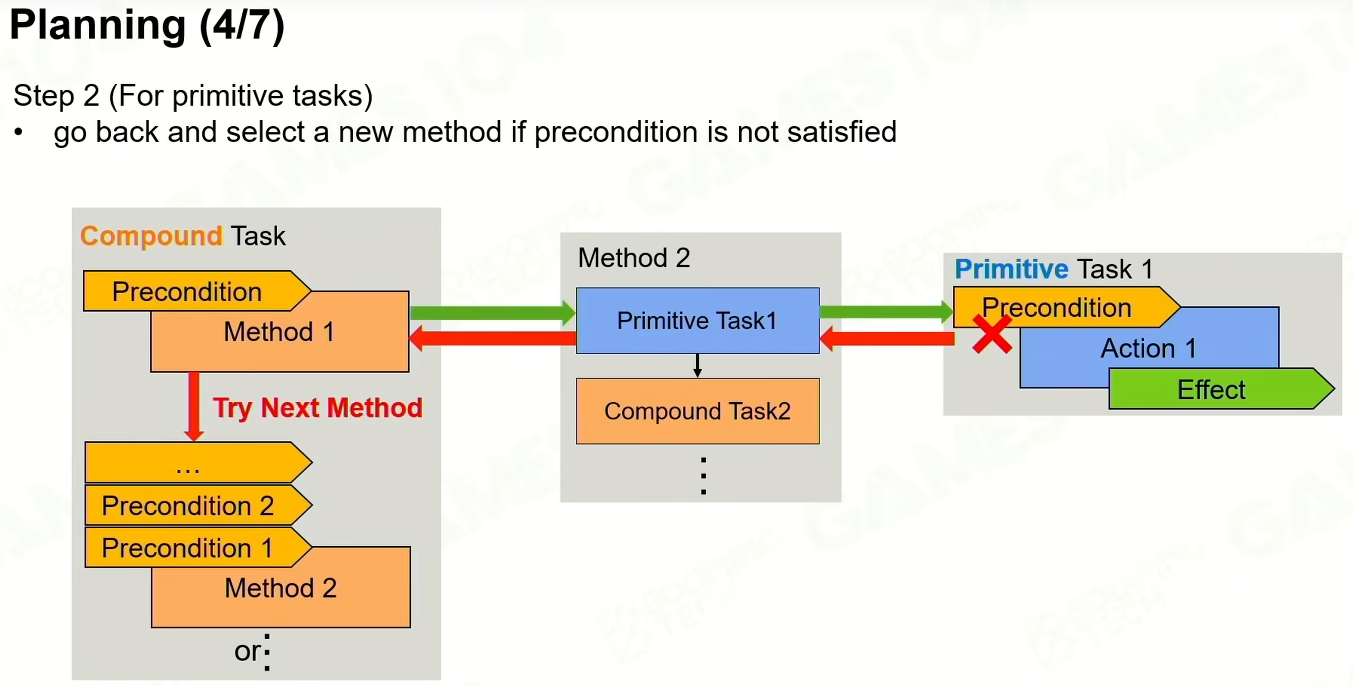 Planning (4/7)
Step 2 (For primitive tasks)
• go back and select a new method if precondition is not satisfied
Compound Task
Precondition
Method 1
Try Next Method
...
Precondition 2
Precondition 1
Method 2
or
Method 2
Primitive Task1
Compound Task2
Primitive Task 1
Precondition
Action 1
Effect
GAMES104